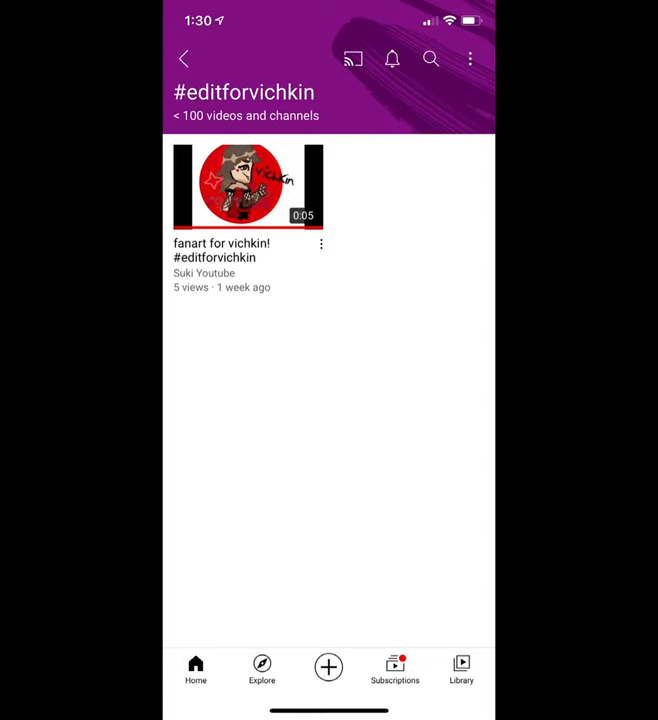 1:30
#editforvichkin
< 100 videos and channels
vichkin
0:05
fanart for vichkin!
#editforvichkin
Suki Youtube
5 views · 1 week ago
Home
Explore
Subscriptions
Library